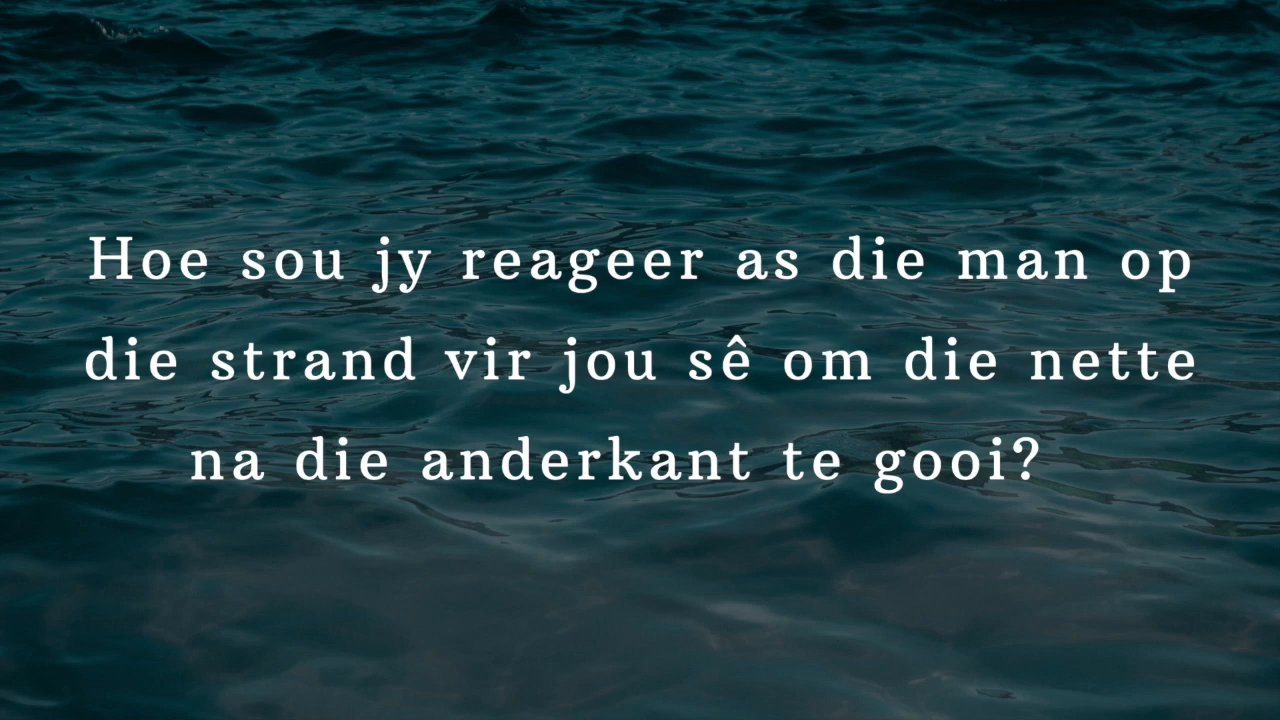 Hoe sou jy reageer as die man op
die strand vir jou sê om die nette
na die anderkant te gooi?